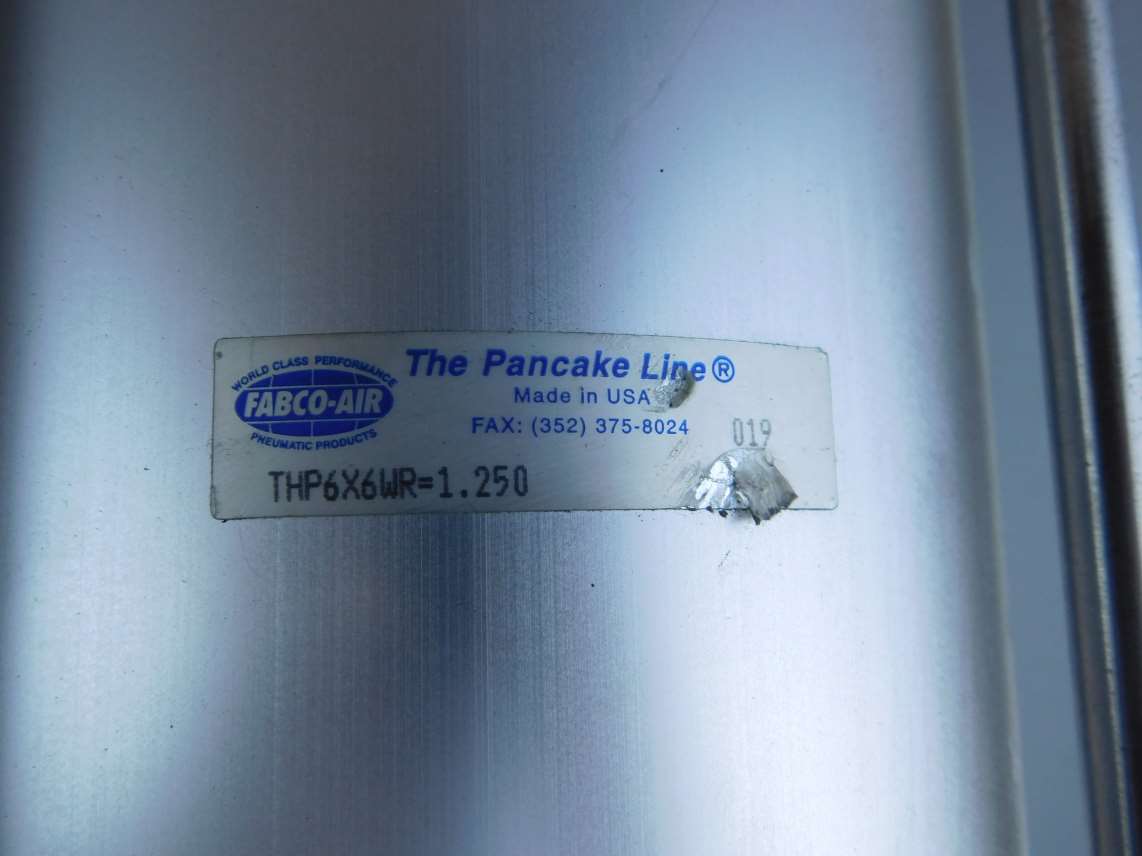 WORLD CLASS PERFORMANCE
FABCO-AIR
PNEUMATIC PRODUCTS
The Pancake Line®
Made in USA
FAX: (352) 375-8024
019
THP6X6WR=1.250